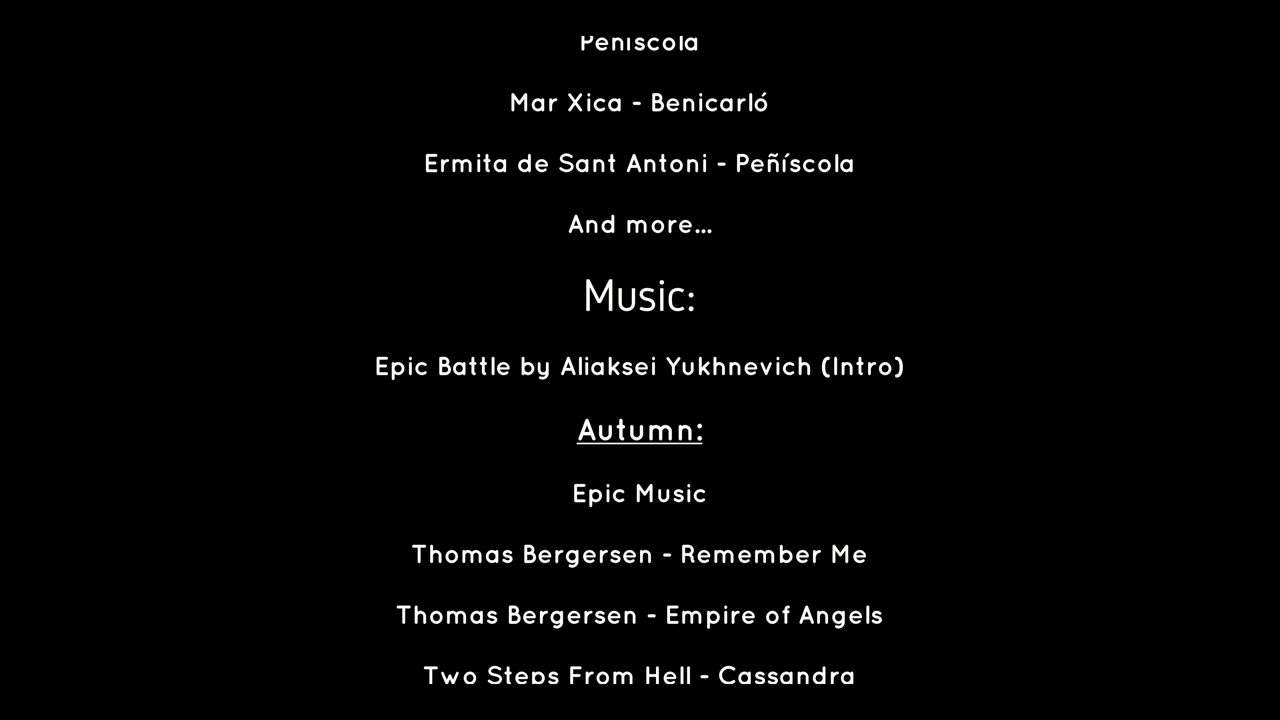 Peñíscola
Mar Xica - Benicarló
Ermita de Sant Antoni - Peñíscola
And more...
Music:
Epic Battle by Aliaksei Yukhnevich (Intro)
Autumn:
Epic Music
Thomas Bergersen - Remember Me
Thomas Bergersen - Empire of Angels
Two Steps From Hell - Cassandra